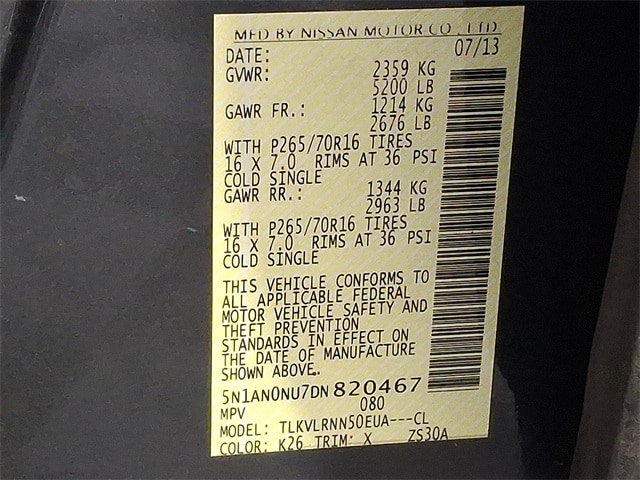 MFD BY NISSAN MOTOR CO., LTD.
DATE: 07/13
GVWR: 2359 KG
5200 LB
GAWR FR.: 1214 KG
2676 LB
WITH P265/70R16 TIRES
16 X 7.0 RIMS AT 36 PSI
COLD SINGLE
GAWR RR.: 1344 KG
2963 LB
WITH P265/70R16 TIRES
16 X 7.0 RIMS AT 36 PSI
COLD SINGLE
THIS VEHICLE CONFORMS TO
ALL APPLICABLE FEDERAL
MOTOR VEHICLE SAFETY AND
THEFT PREVENTION
STANDARDS IN EFFECT ON
THE DATE OF MANUFACTURE
SHOWN ABOVE.
5N1AN0NU7DN820467
MPV 080
MODEL: TLKVLRNN50EUA---CL
COLOR: K26 TRIM: X ZS30A